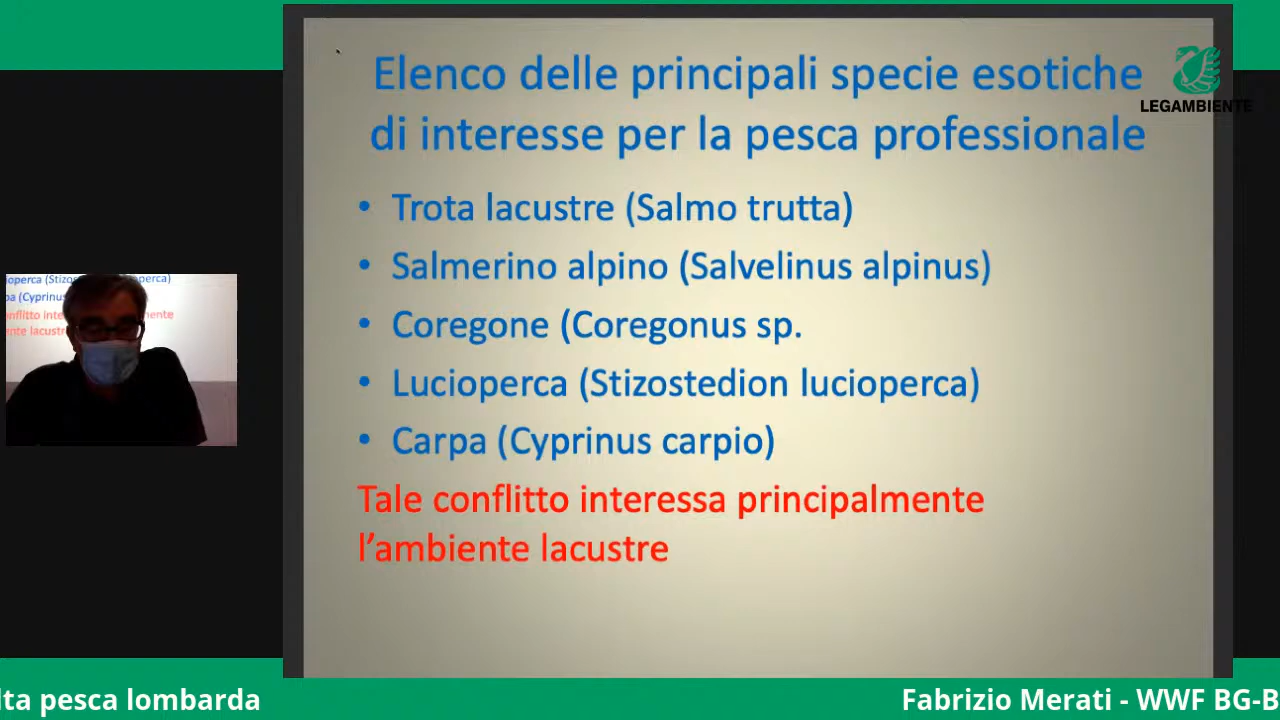 Elenco delle principali specie esotiche
di interesse per la pesca professionale
LEGAMBIENTE
• Trota lacustre (Salmo trutta)
• Salmerino alpino (Salvelinus alpinus)
• Coregone (Coregonus sp.
• Lucioperca (Stizostedion lucioperca)
• Carpa (Cyprinus carpio)
Tale conflitto interessa principalmente
l’ambiente lacustre
lta pesca lombarda
Fabrizio Merati - WWF BG-B